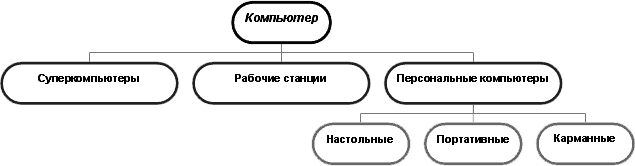 Компьютер
Суперкомпьютеры
Рабочие станции
Персональные компьютеры
Настольные
Портативные
Карманные